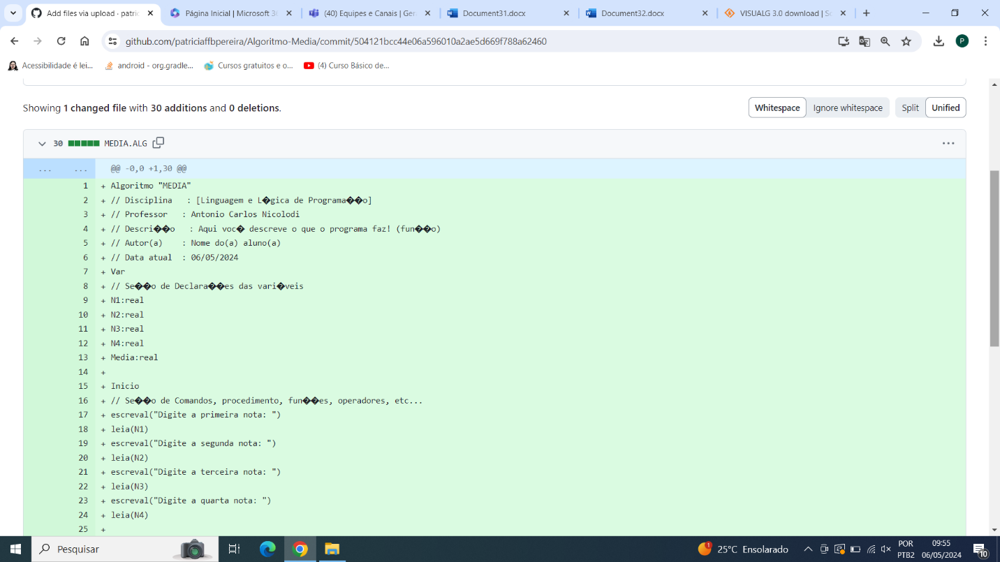 Add files via upload · patric
Página Inicial | Microsoft 36
(40) Equipes e Canais | Ger
Document31.docx
Document32.docx
VISUALG 3.0 download | So
github.com/patriciaffbpereira/Algoritmo-Media/commit/504121bcc44e06a596010a2ae5d669f788a62460
P
Acessibilidade é lei...
android - org.gradle...
Cursos gratuitos e o...
(4) Curso Básico de...
Showing 1 changed file with 30 additions and 0 deletions.
Whitespace
Ignore whitespace
Split
Unified
30 MEDIA.ALG
... ... @@ -0,0 +1,30 @@
1 + Algoritmo "MEDIA"
2 + // Disciplina   : [Linguagem e L�gica de Programa��o]
3 + // Professor   : Antonio Carlos Nicolodi
4 + // Descri��o   : Aqui voc� descreve o que o programa faz! (fun��o)
5 + // Autor(a)    : Nome do(a) aluno(a)
6 + // Data atual  : 06/05/2024
7 + Var
8 + // Se��o de Declara��es das vari�veis
9 + N1:real
10 + N2:real
11 + N3:real
12 + N4:real
13 + Media:real
14 +
15 + Inicio
16 + // Se��o de Comandos, procedimento, fun��es, operadores, etc...
17 + escreval("Digite a primeira nota: ")
18 + leia(N1)
19 + escreval("Digite a segunda nota: ")
20 + leia(N2)
21 + escreval("Digite a terceira nota: ")
22 + leia(N3)
23 + escreval("Digite a quarta nota: ")
24 + leia(N4)
25 +
Pesquisar
1
25°C Ensolarado
POR
PTB2
09:55
06/05/2024
10